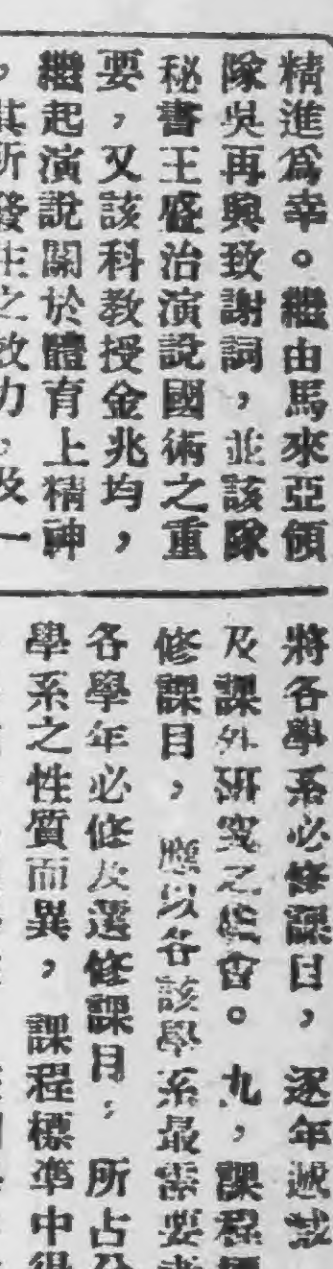 精進爲幸。繼由馬來亞領
隊吳再興致謝詞，並該隊
秘書王盛治演說國術之重
要，又該科教授金兆均，
繼起演說關於體育上精神
，其所發生之效力，及一
將各學系必修課目，逐年遞減
及課外研究之機會。九，課程標
修課目，應以各該學系最需要者
各學年必修及選修課目，所占分
學系之性質而異，課程標準中得